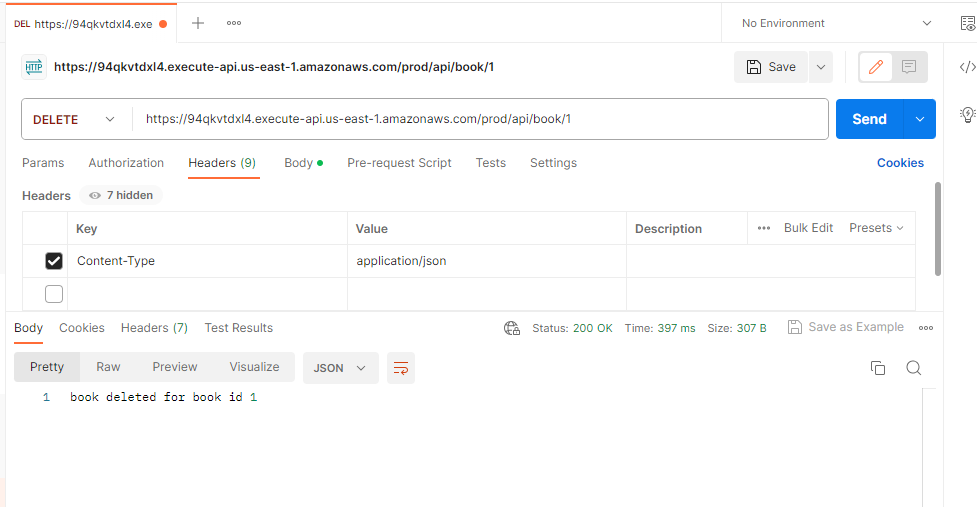 DEL https://94qkvtdxl4.exe
No Environment
HTTP https://94qkvtdxl4.execute-api.us-east-1.amazonaws.com/prod/api/book/1
Save
DELETE https://94qkvtdxl4.execute-api.us-east-1.amazonaws.com/prod/api/book/1 Send
Params Authorization Headers (9) Body Pre-request Script Tests Settings Cookies
Headers 7 hidden
Key Value Description Bulk Edit Presets
Content-Type application/json
Body Cookies Headers (7) Test Results Status: 200 OK Time: 397 ms Size: 307 B Save as Example
Pretty Raw Preview Visualize JSON
1 book deleted for book id 1